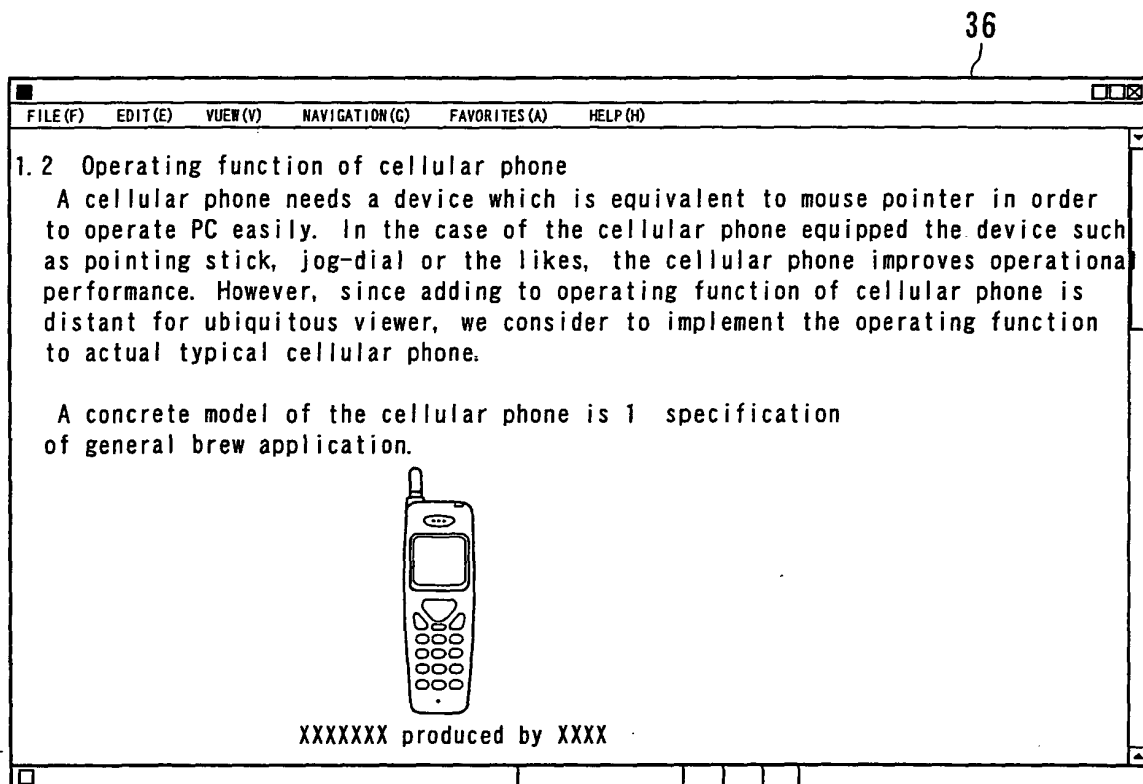 36
FILE(F) EDIT(E) VUEW(V) NAVIGATION(G) FAVORITES(A) HELP(H)
1.2 Operating function of cellular phone
A cellular phone needs a device which is equivalent to mouse pointer in order
to operate PC easily. In the case of the cellular phone equipped the device such
as pointing stick, jog-dial or the likes, the cellular phone improves operational
performance. However, since adding to operating function of cellular phone is
distant for ubiquitous viewer, we consider to implement the operating function
to actual typical cellular phone.
A concrete model of the cellular phone is 1 specification
of general brew application.
XXXXXXX produced by XXXX